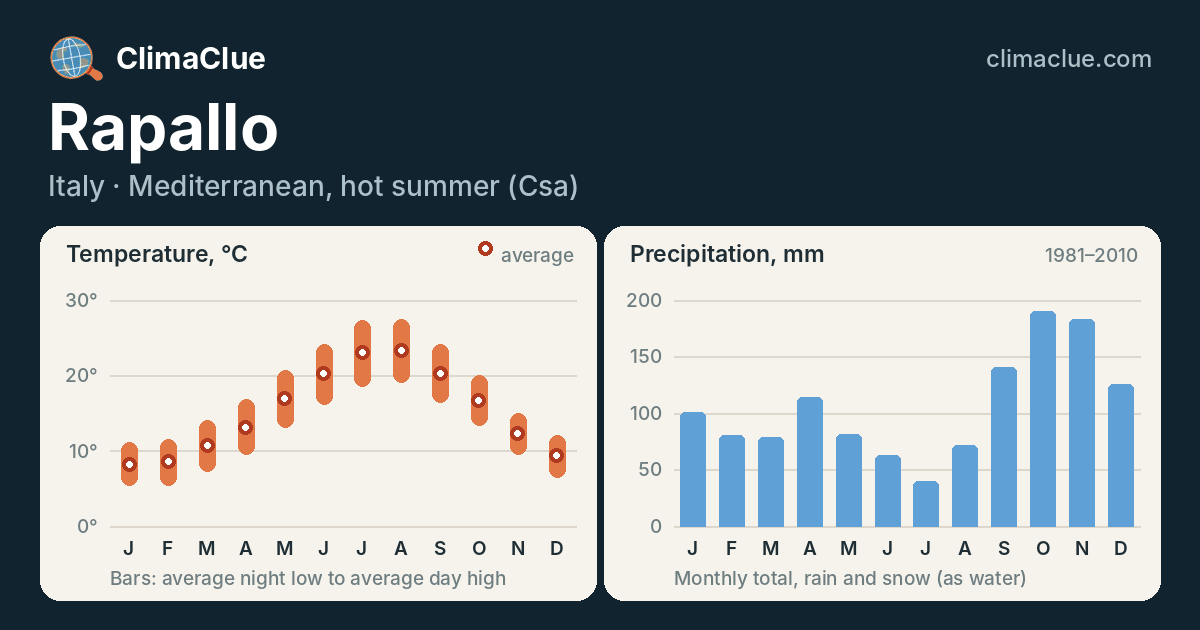 ClimaClue
climaclue.com
Rapallo
Italy · Mediterranean, hot summer (Csa)
Temperature, °C
average
30°
20°
10°
0°
J F M A M J J A S O N D
Bars: average night low to average day high
Precipitation, mm
1981–2010
200
150
100
50
0
J F M A M J J A S O N D
Monthly total, rain and snow (as water)